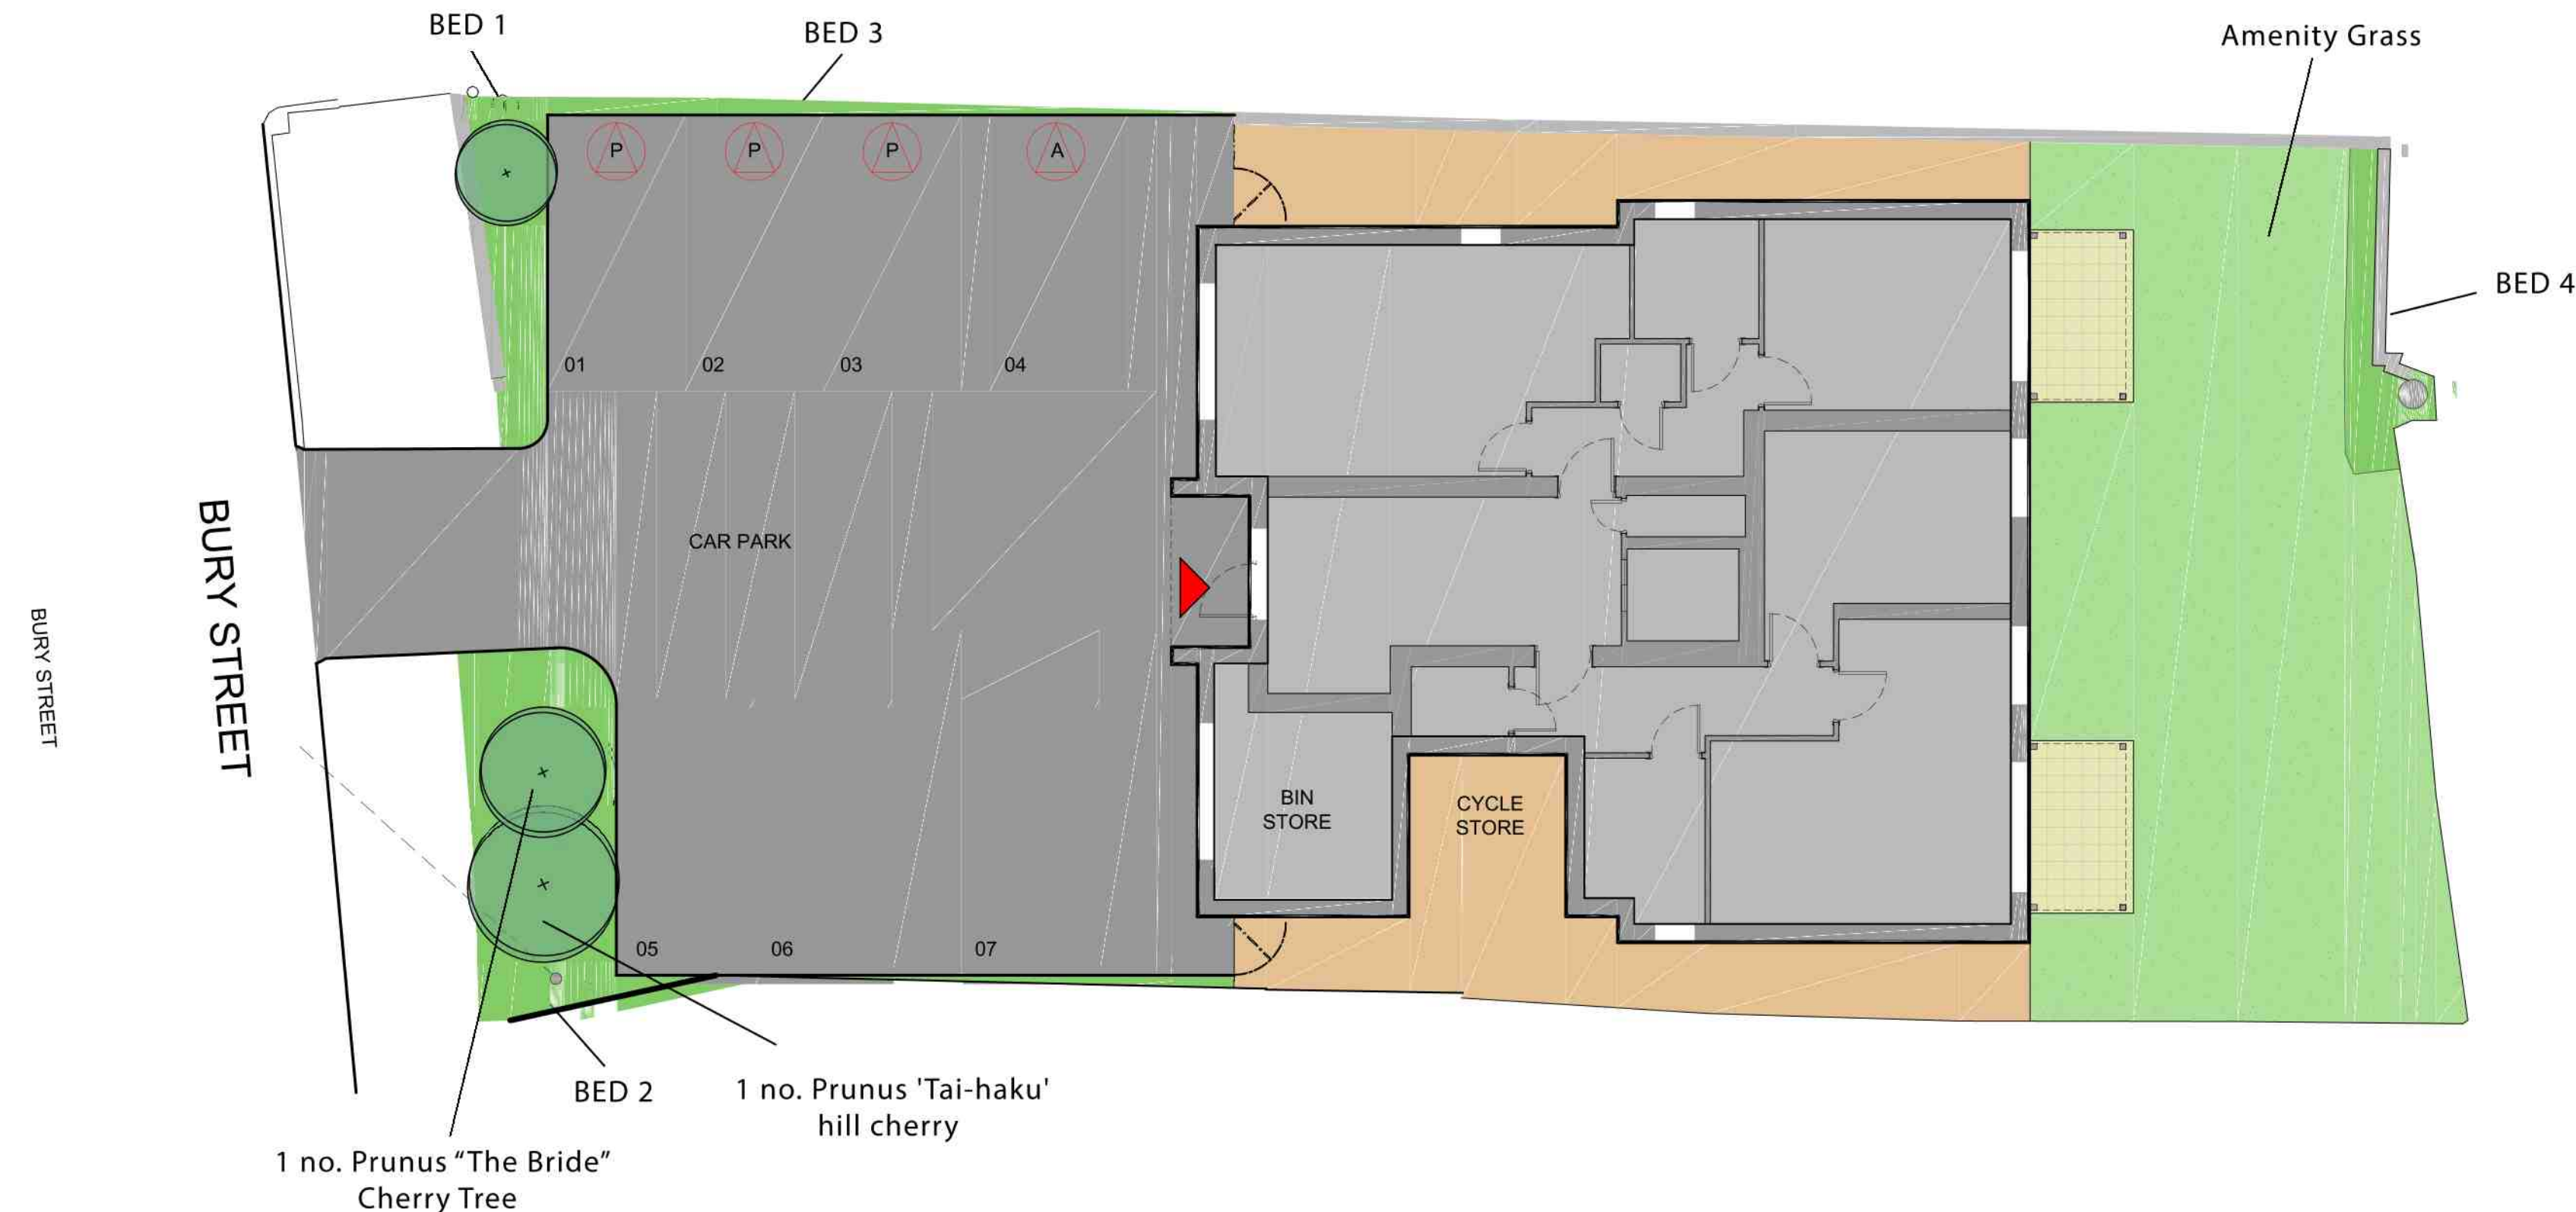 BED 1
BED 3
Amenity Grass
P
P
P
A
BED 4
01
02
03
04
CAR PARK
BURY STREET
BURY STREET
BIN
STORE
CYCLE
STORE
05
06
07
BED 2
1 no. Prunus 'Tai-haku'
hill cherry
1 no. Prunus “The Bride”
Cherry Tree